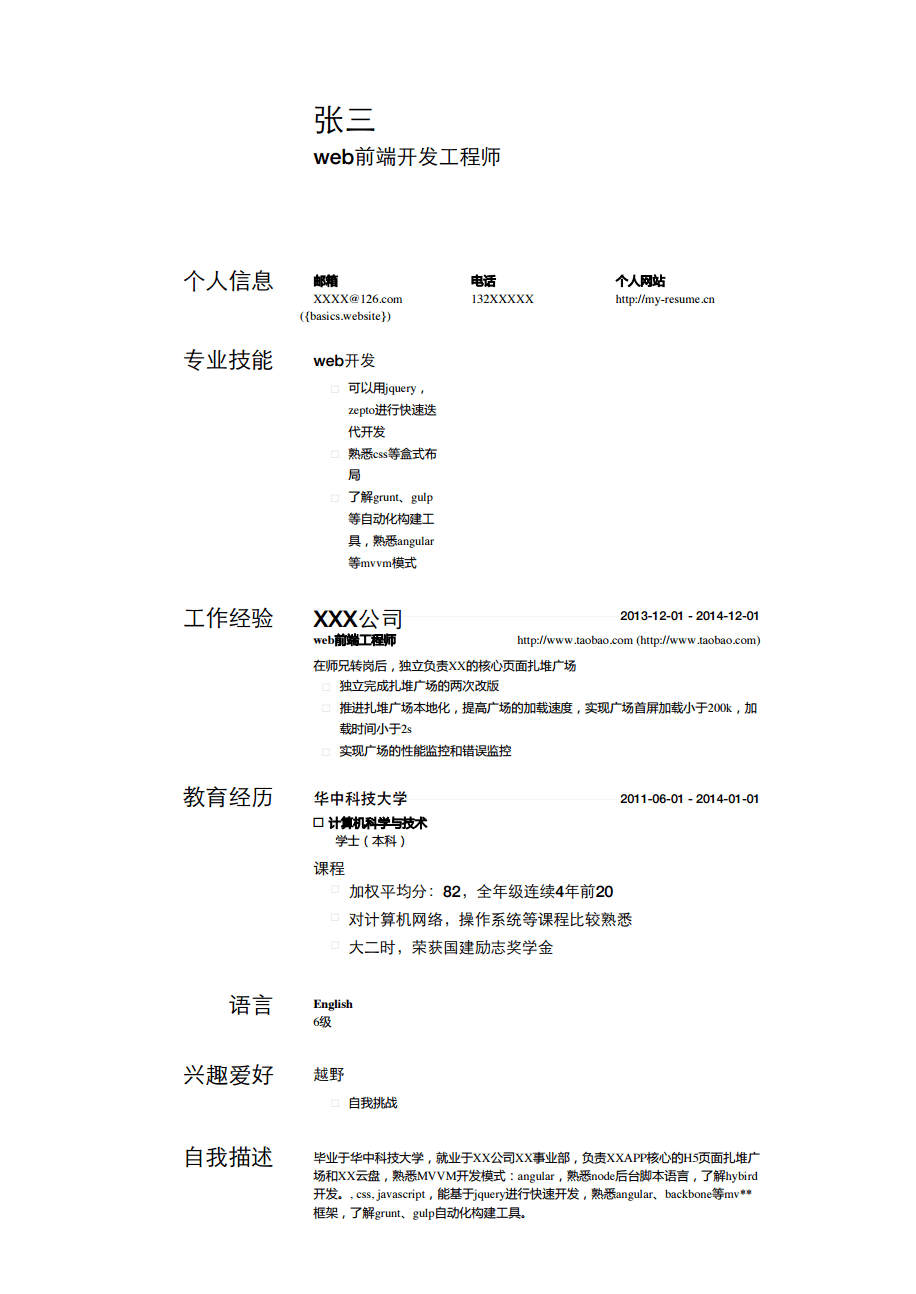 张三
web前端开发工程师
个人信息
邮箱 电话 个人网站
XXXX@126.com 132XXXXX http://my-resume.cn
({basics.website})
专业技能
web开发
可以用jquery，
zepto进行快速迭
代开发
熟悉css等盒式布
局
了解grunt、gulp
等自动化构建工
具，熟悉angular
等mvvm模式
工作经验
XXX公司 2013-12-01 - 2014-12-01
web前端工程师 http://www.taobao.com (http://www.taobao.com)
在师兄转岗后，独立负责XX的核心页面扎堆广场
独立完成扎堆广场的两次改版
推进扎堆广场本地化，提高广场的加载速度，实现广场首屏加载小于200k，加
载时间小于2s
实现广场的性能监控和错误监控
教育经历
华中科技大学 2011-06-01 - 2014-01-01
计算机科学与技术
学士（本科）
课程
加权平均分：82，全年级连续4年前20
对计算机网络，操作系统等课程比较熟悉
大二时，荣获国建励志奖学金
语言
English
6级
兴趣爱好
越野
自我挑战
自我描述
毕业于华中科技大学，就业于XX公司XX事业部，负责XXAPP核心的H5页面扎堆广
场和XX云盘，熟悉MVVM开发模式：angular，熟悉node后台脚本语言，了解hybird
开发。, css, javascript，能基于jquery进行快速开发，熟悉angular、backbone等mv**
框架，了解grunt、gulp自动化构建工具。